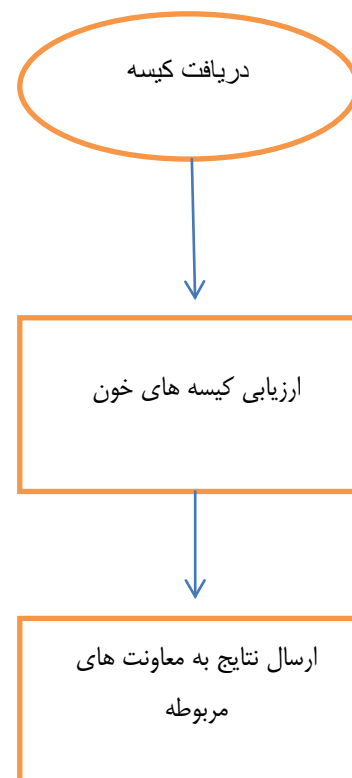 دریافت کیسه
ارزیابی کیسه های خون
ارسال نتایج به معاونت های
مربوطه